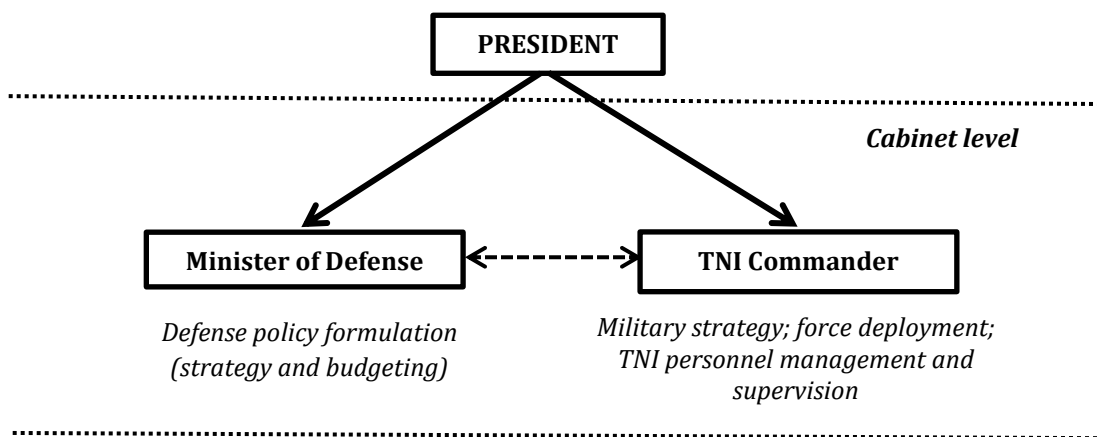 PRESIDENT
Cabinet level
Minister of Defense
TNI Commander
Defense policy formulation
(strategy and budgeting)
Military strategy; force deployment;
TNI personnel management and
supervision